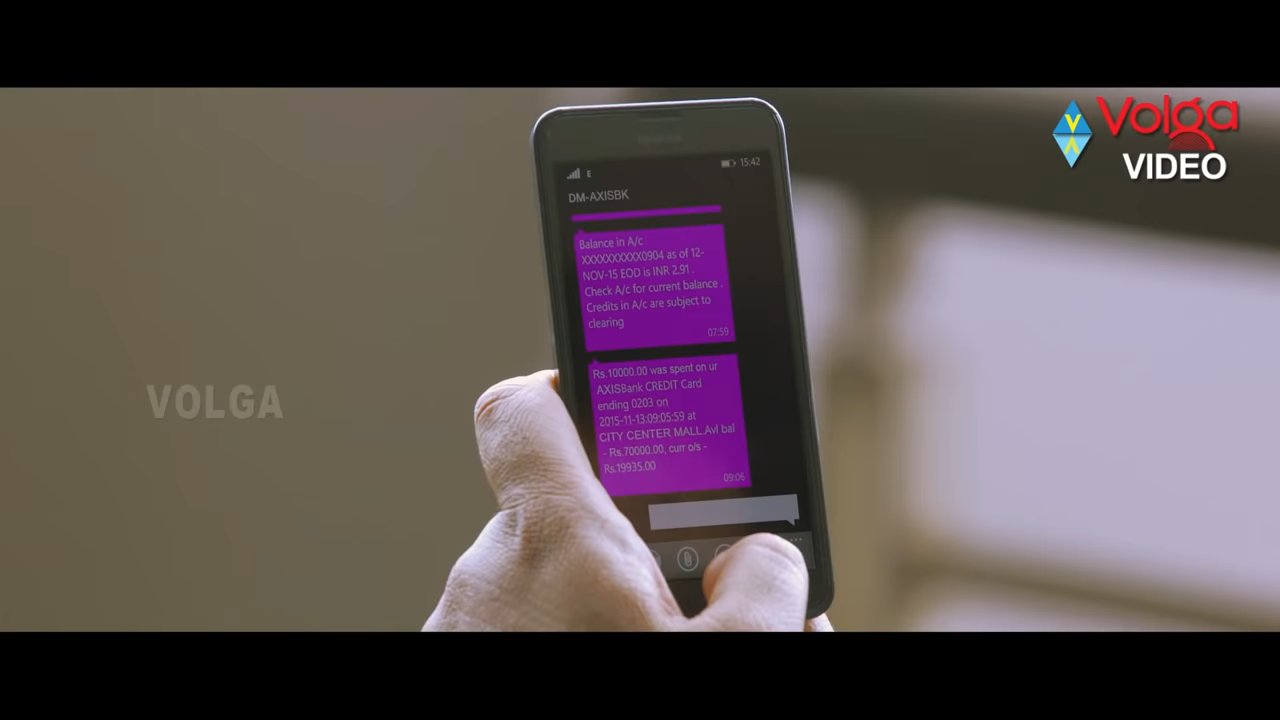 Volga
VIDEO
15:42
E
DM-AXISBK
Balance in A/c
XXXXXXXXXX0904 as of 12-
NOV-15 EOD is INR 2.91 .
Check A/c for current balance .
Credits in A/c are subject to
clearing
07:59
Rs.10000.00 was spent on ur
AXISBank CREDIT Card
ending 0203 on
2015-11-13:09:05:59 at
CITY CENTER MALL.Avl bal
- Rs.70000.00, curr o/s -
Rs.19935.00
09:06
VOLGA